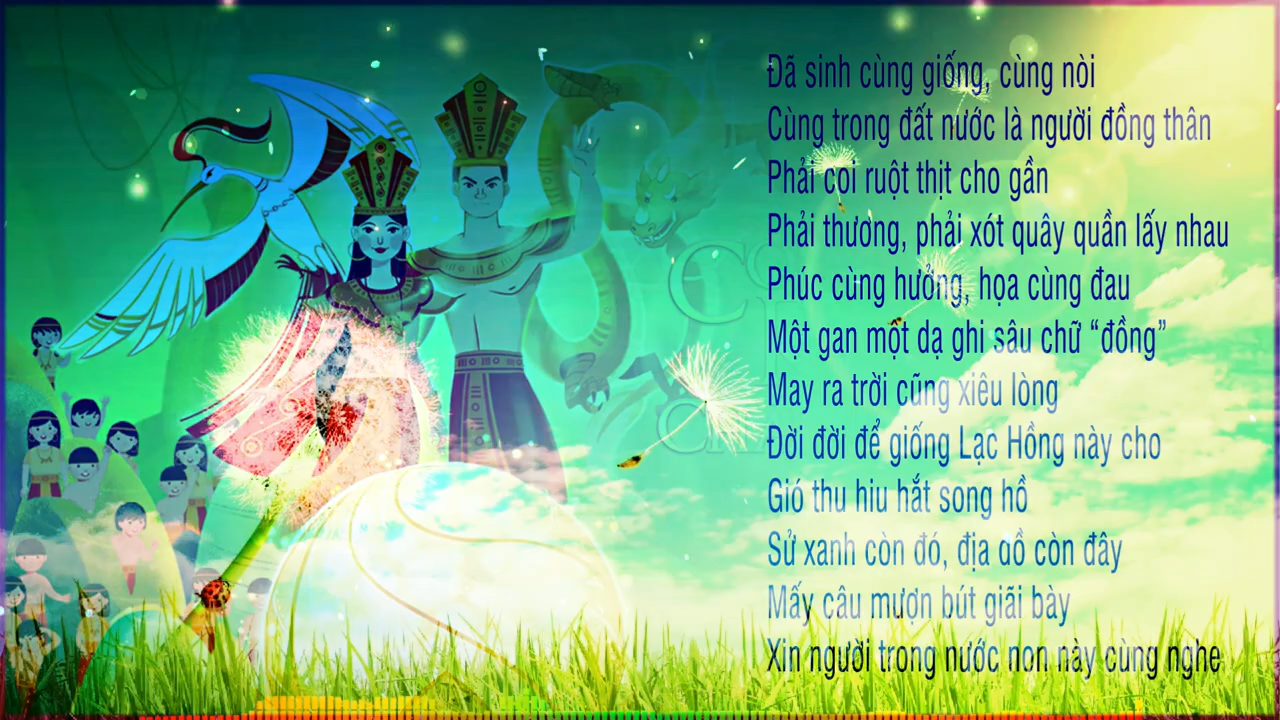 Đã sinh cùng giống, cùng nòi
Cùng trong đất nước là người đồng thân
Phải coi ruột thịt cho gần
Phải thương, phải xót quây quần lấy nhau
Phúc cùng hưởng, họa cùng đau
Một gan một dạ ghi sâu chữ “đồng”
May ra trời cũng xiêu lòng
Đời đời để giống Lạc Hồng này cho
Gió thu hiu hắt song hồ
Sử xanh còn đó, địa đồ còn đây
Mấy câu mượn bút giãi bày
Xin người trong nước non này cùng nghe